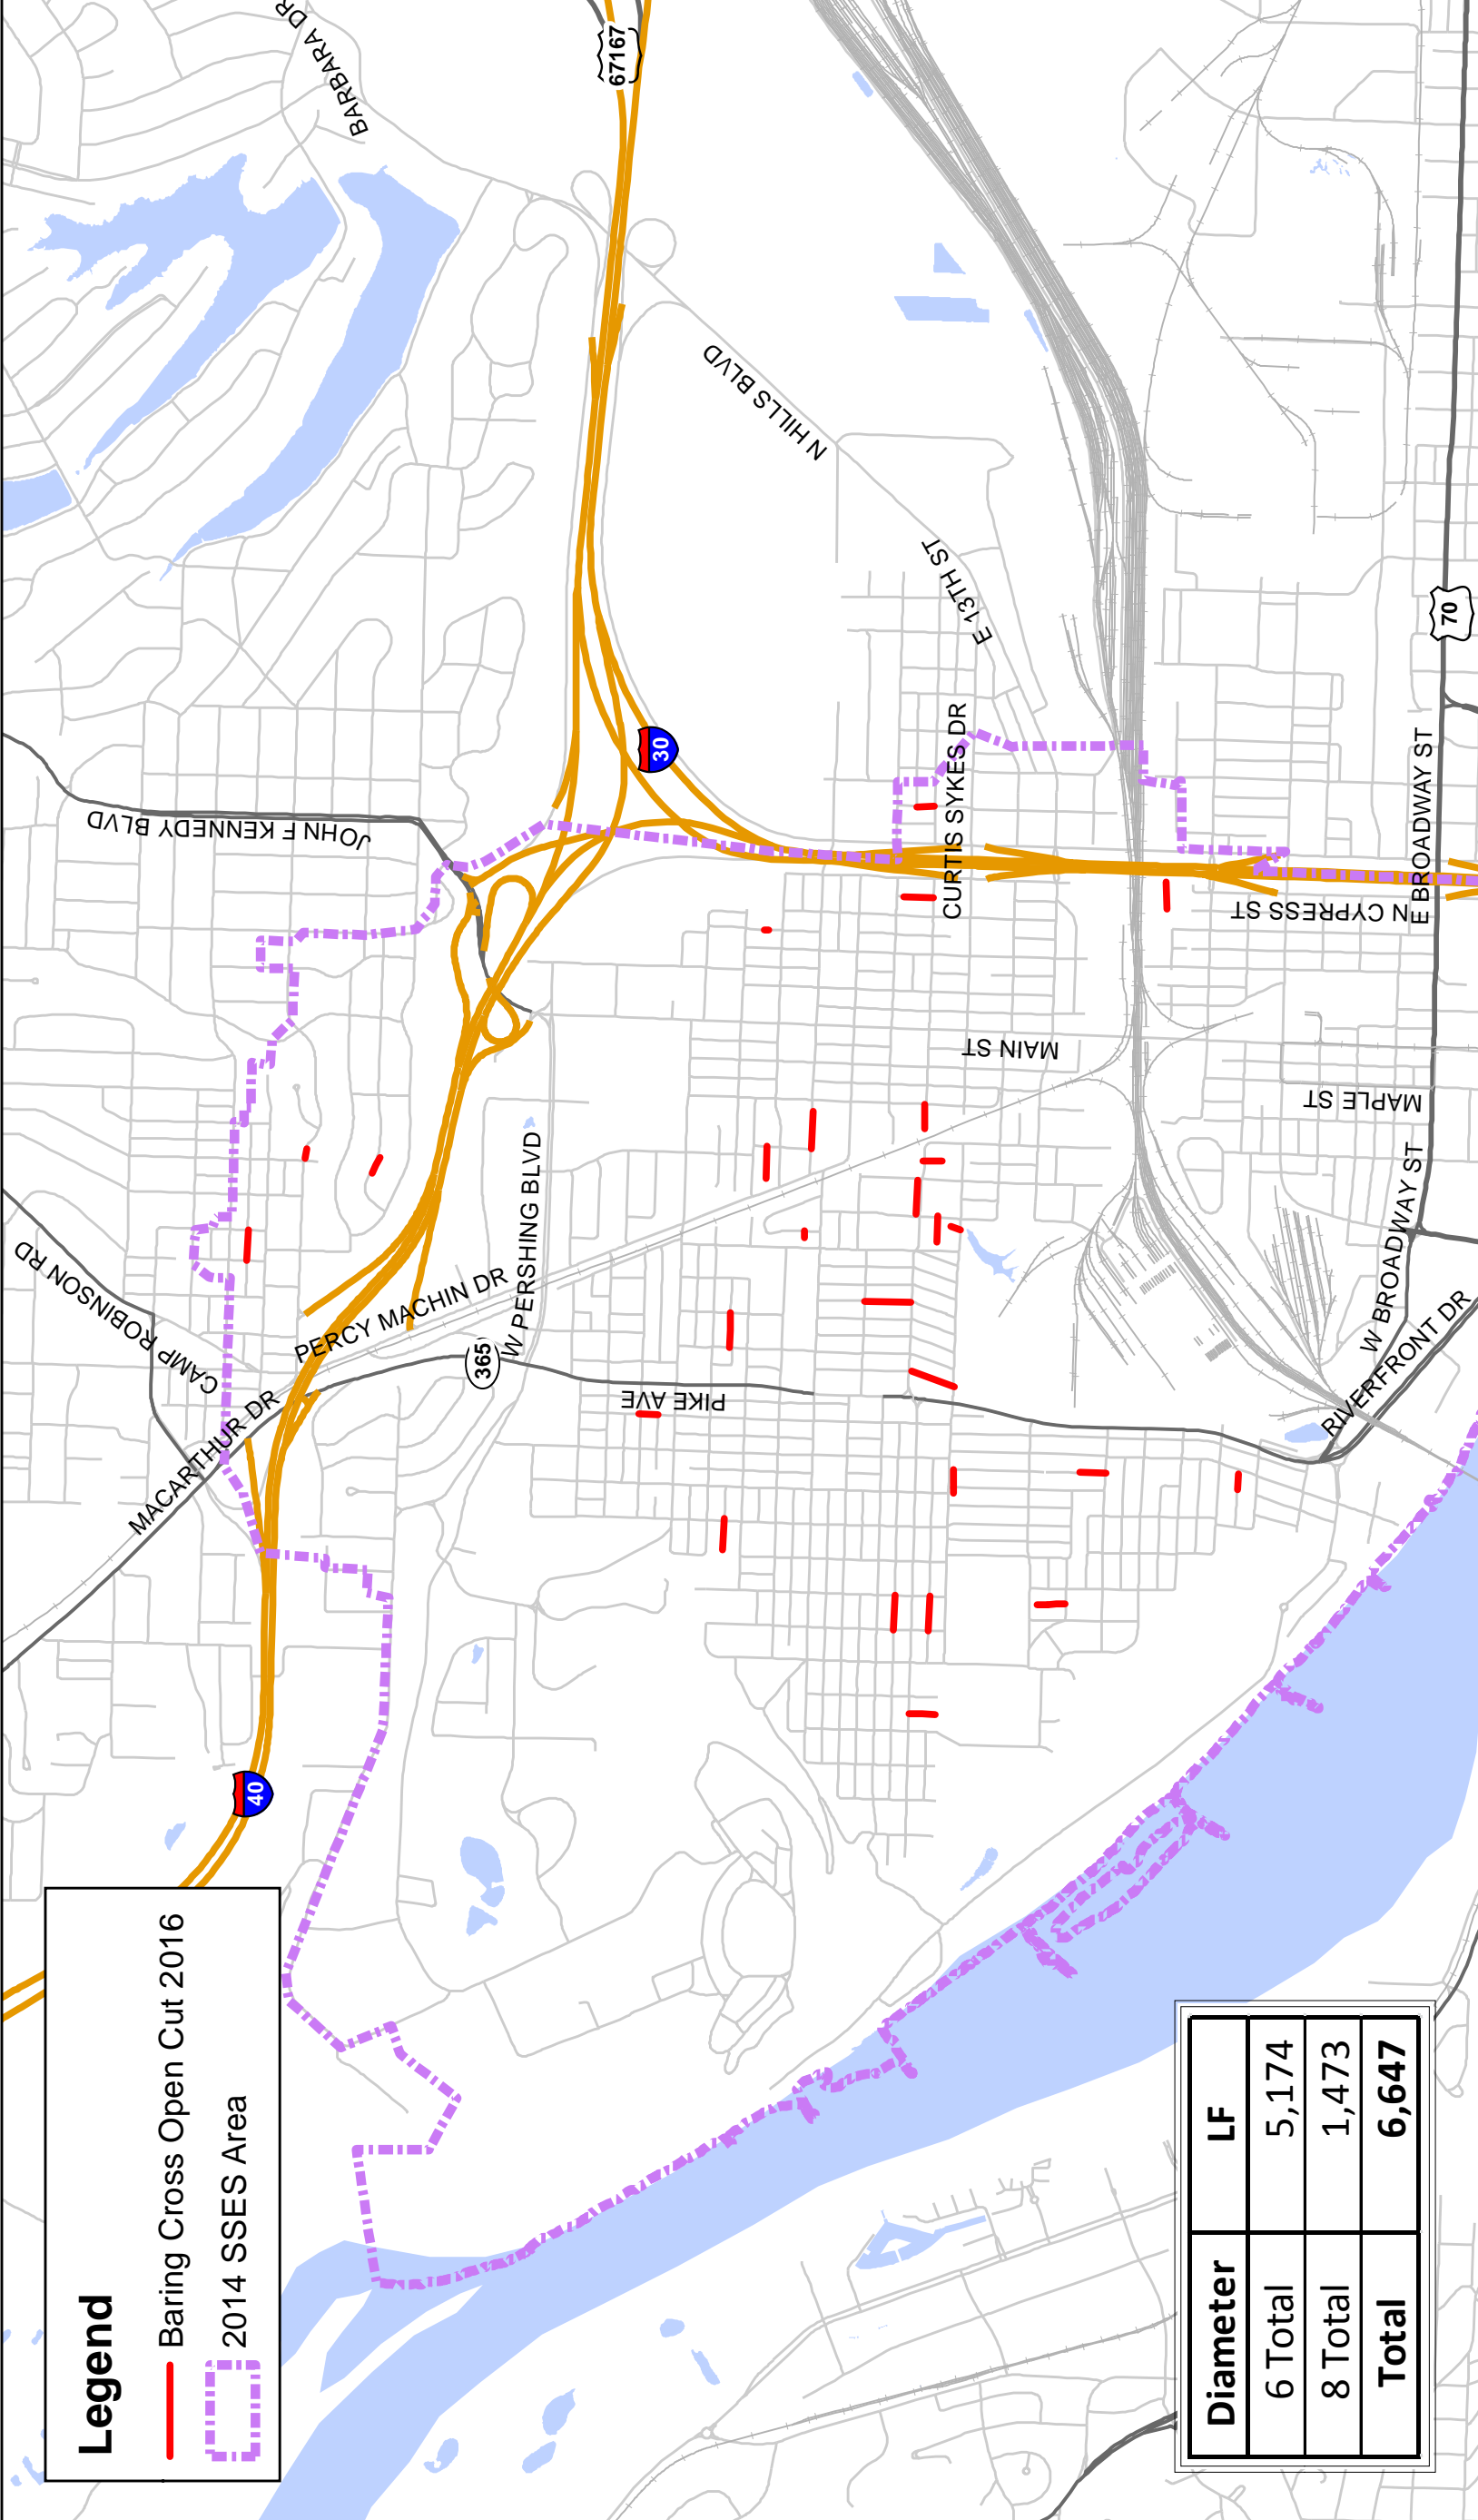 Legend
Baring Cross Open Cut 2016
2014 SSES Area
40
CAMP ROBINSON RD
MACARTHUR DR
PERCY MACHIN DR
365
W PERSHING BLVD
PIKE AVE
JOHN F KENNEDY BLVD
BARBARA DR
67167
30
N HILLS BLVD
E 13TH ST
CURTIS SYKES DR
MAIN ST
N CYPRESS ST
MAPLE ST
E BROADWAY ST
W BROADWAY ST
RIVERFRONT DR
70
Diameter LF
6 Total 5,174
8 Total 1,473
Total 6,647